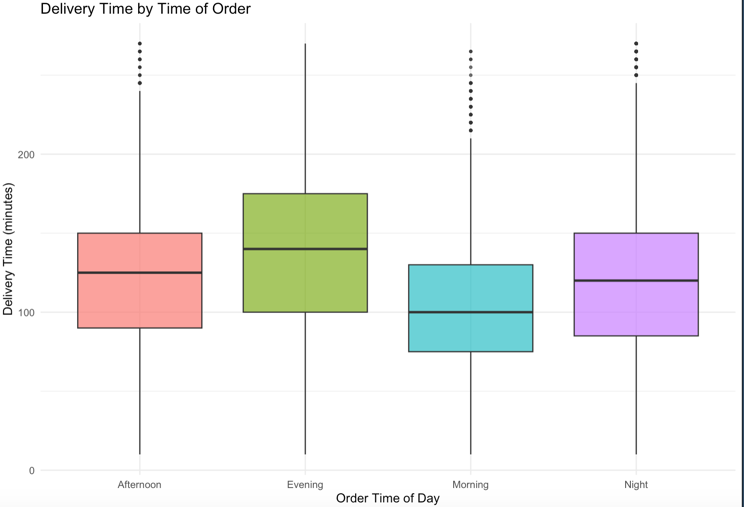 Delivery Time by Time of Order
Delivery Time (minutes)
200
100
0
Afternoon
Evening
Morning
Night
Order Time of Day